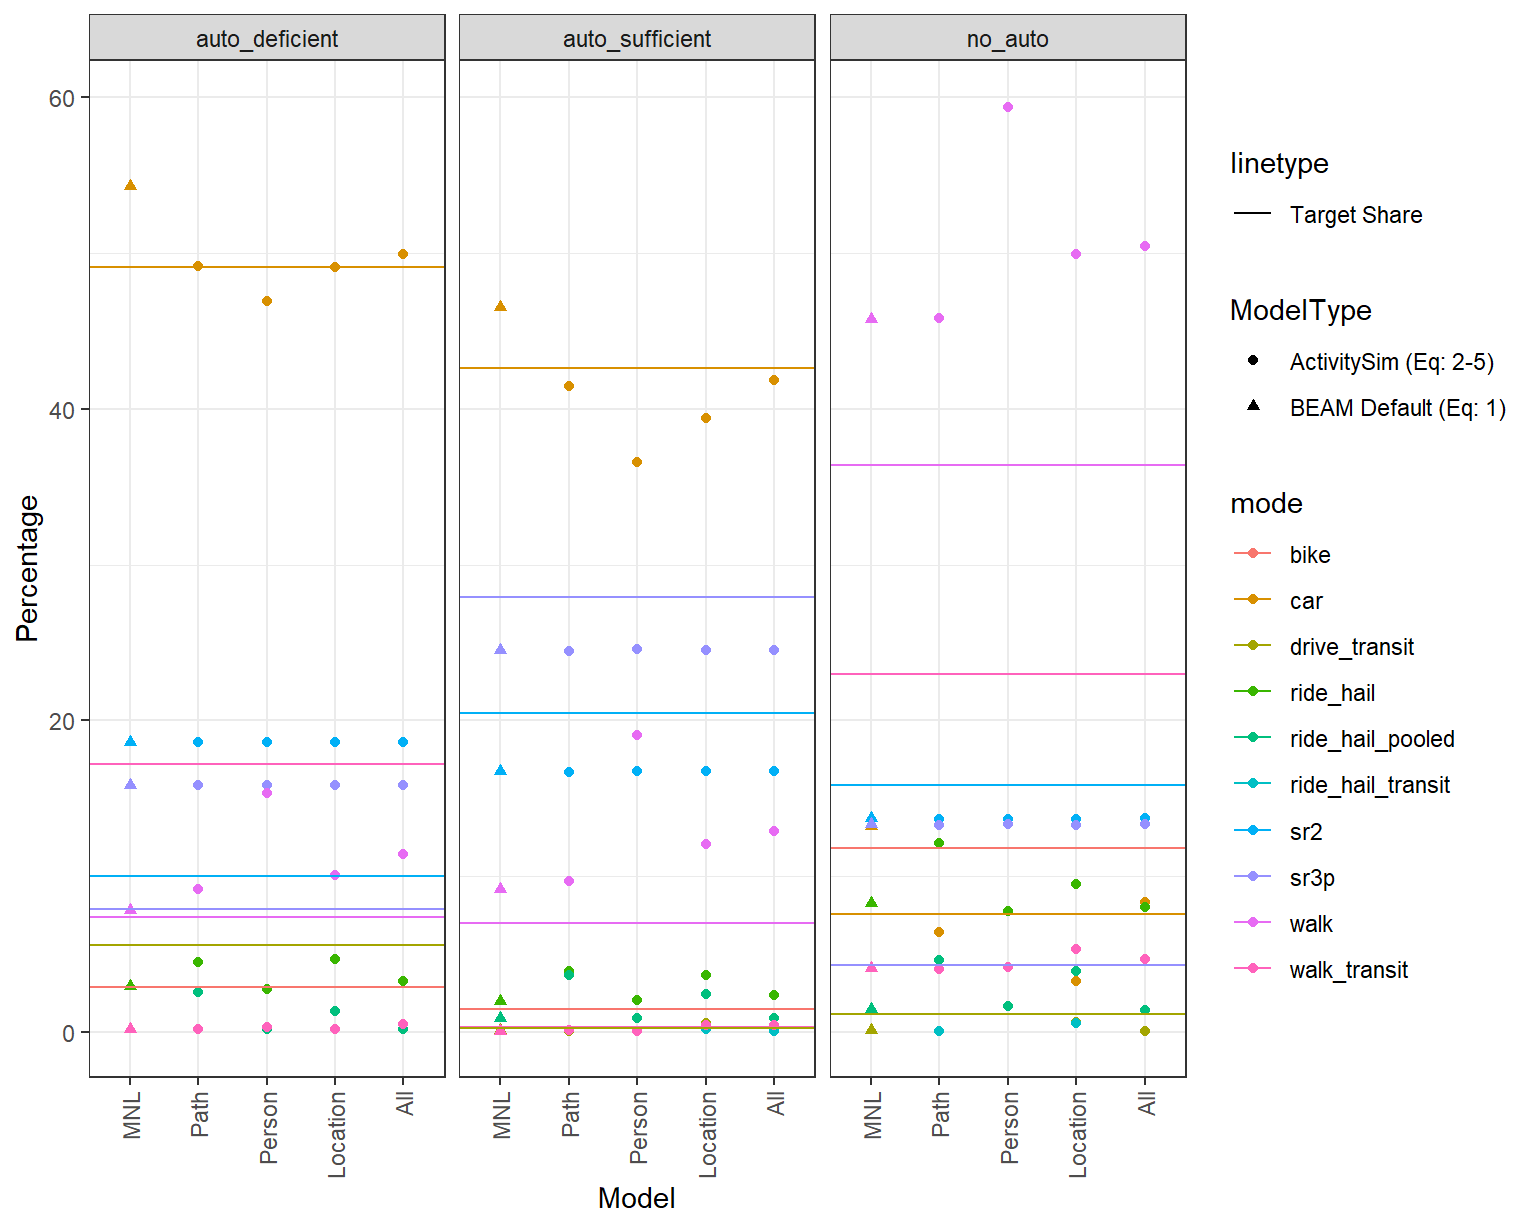 auto_deficient
auto_sufficient
no_auto
60
40
20
0
Percentage
MNL
Path
Person
Location
All
MNL
Path
Person
Location
All
MNL
Path
Person
Location
All
Model
linetype
Target Share
ModelType
ActivitySim (Eq: 2-5)
BEAM Default (Eq: 1)
mode
bike
car
drive_transit
ride_hail
ride_hail_pooled
ride_hail_transit
sr2
sr3p
walk
walk_transit